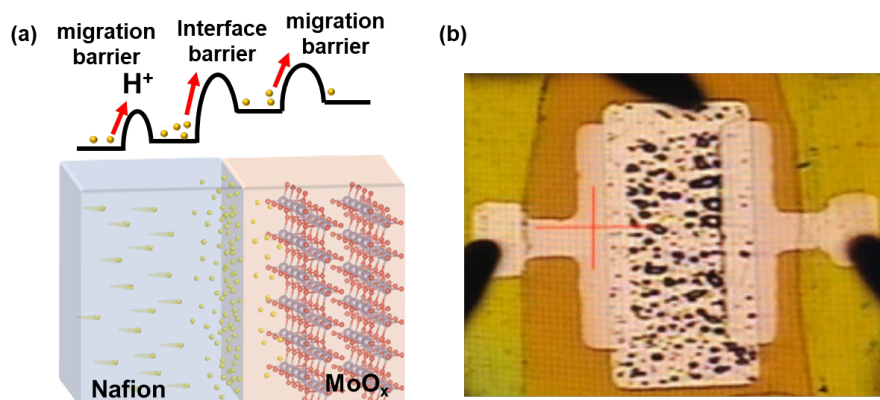 (a)
migration
barrier
H+
Interface
barrier
migration
barrier
Nafion
MoOx
(b)